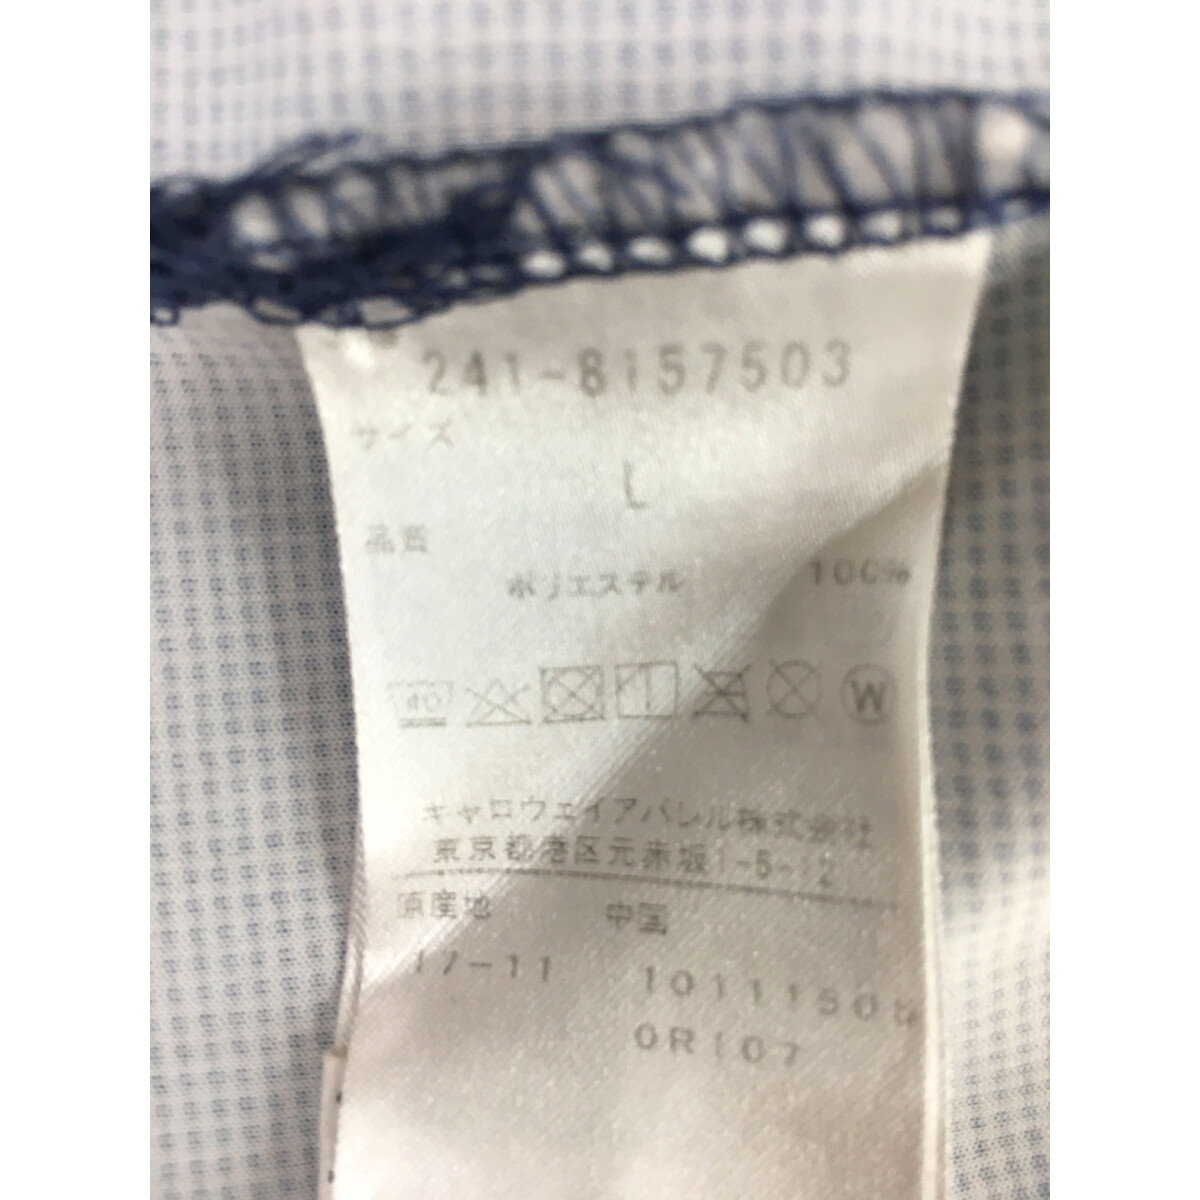 241-8157503
サイズ
L
品質
ポリエステル 100%
40 W
キャロウェイアパレル株式会社
東京都港区元赤坂1-5-12
原産地 中国
17-11
0R107